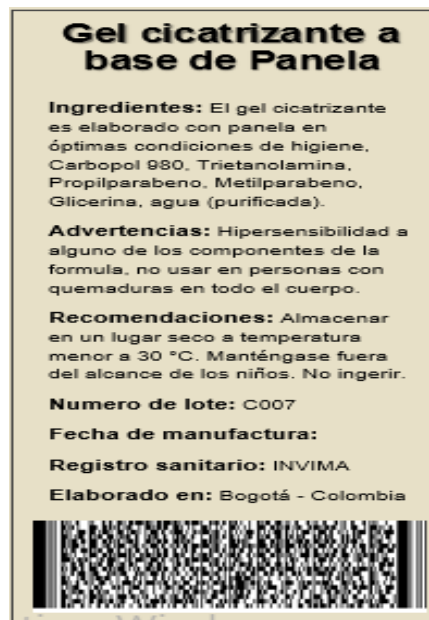 Gel cicatrizante a
base de Panela
Ingredientes: El gel cicatrizante
es elaborado con panela en
óptimas condiciones de higiene,
Carbopol 980, Trietanolamina,
Propilparabeno, Metilparabeno,
Glicerina, agua (purificada).
Advertencias: Hipersensibilidad a
alguno de los componentes de la
formula, no usar en personas con
quemaduras en todo el cuerpo.
Recomendaciones: Almacenar
en un lugar seco a temperatura
menor a 30 °C. Manténgase fuera
del alcance de los niños. No ingerir.
Numero de lote: C007
Fecha de manufactura:
Registro sanitario: INVIMA
Elaborado en: Bogotá - Colombia